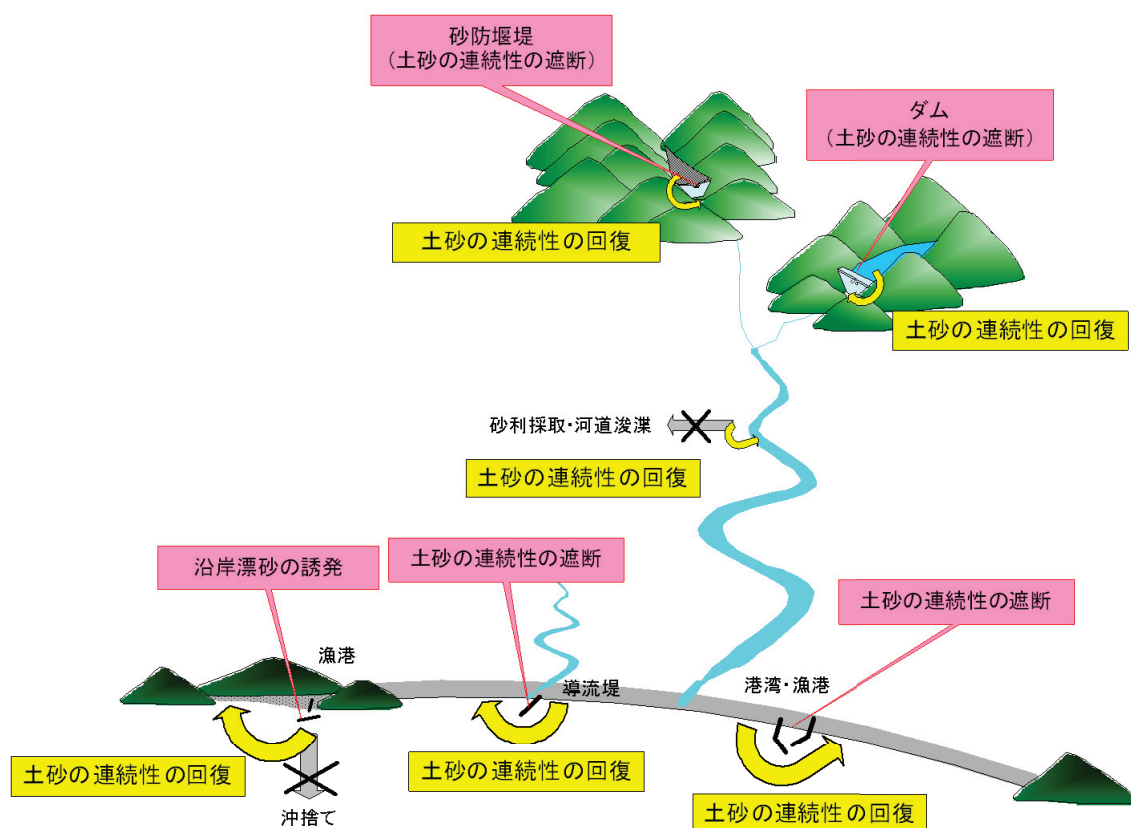 砂防堰堤
（土砂の連続性の遮断）
ダム
（土砂の連続性の遮断）
土砂の連続性の回復
土砂の連続性の回復
砂利採取・河道浚渫
土砂の連続性の回復
沿岸漂砂の誘発
土砂の連続性の遮断
土砂の連続性の遮断
漁港
導流堤
港湾・漁港
土砂の連続性の回復
土砂の連続性の回復
土砂の連続性の回復
沖捨て